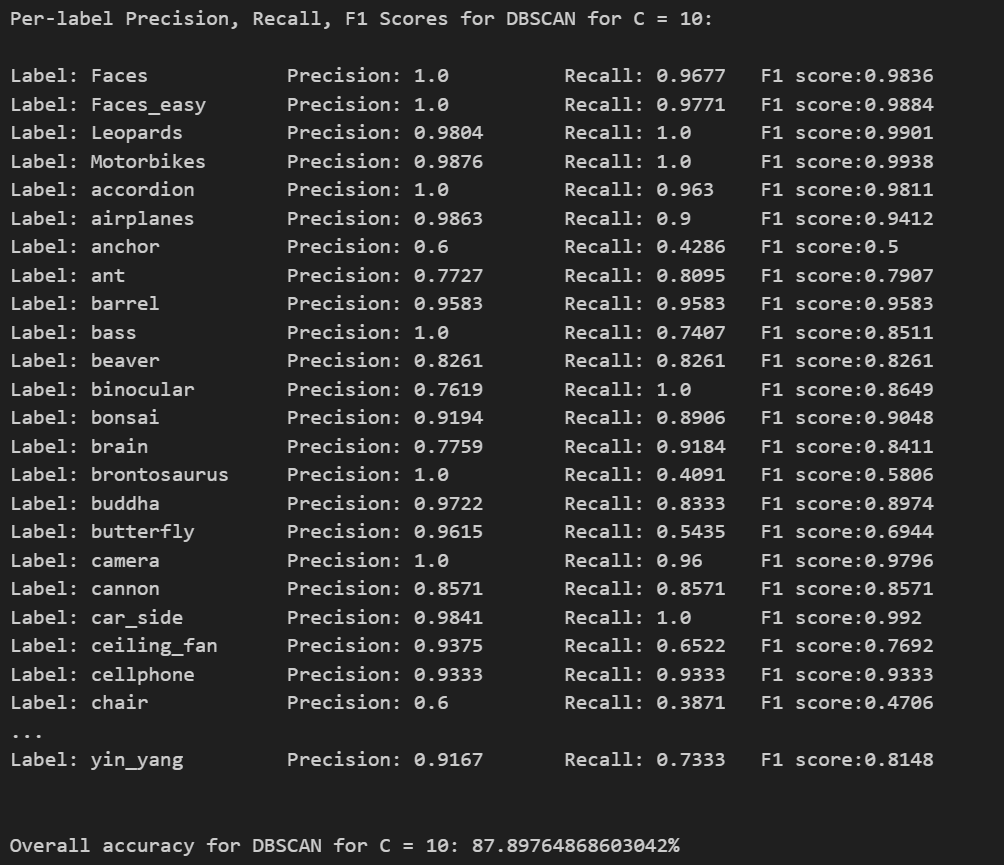 Per-label Precision, Recall, F1 Scores for DBSCAN for C = 10:
Label: Faces Precision: 1.0 Recall: 0.9677 F1 score:0.9836
Label: Faces_easy Precision: 1.0 Recall: 0.9771 F1 score:0.9884
Label: Leopards Precision: 0.9804 Recall: 1.0 F1 score:0.9901
Label: Motorbikes Precision: 0.9876 Recall: 1.0 F1 score:0.9938
Label: accordion Precision: 1.0 Recall: 0.963 F1 score:0.9811
Label: airplanes Precision: 0.9863 Recall: 0.9 F1 score:0.9412
Label: anchor Precision: 0.6 Recall: 0.4286 F1 score:0.5
Label: ant Precision: 0.7727 Recall: 0.8095 F1 score:0.7907
Label: barrel Precision: 0.9583 Recall: 0.9583 F1 score:0.9583
Label: bass Precision: 1.0 Recall: 0.7407 F1 score:0.8511
Label: beaver Precision: 0.8261 Recall: 0.8261 F1 score:0.8261
Label: binocular Precision: 0.7619 Recall: 1.0 F1 score:0.8649
Label: bonsai Precision: 0.9194 Recall: 0.8906 F1 score:0.9048
Label: brain Precision: 0.7759 Recall: 0.9184 F1 score:0.8411
Label: brontosaurus Precision: 1.0 Recall: 0.4091 F1 score:0.5806
Label: buddha Precision: 0.9722 Recall: 0.8333 F1 score:0.8974
Label: butterfly Precision: 0.9615 Recall: 0.5435 F1 score:0.6944
Label: camera Precision: 1.0 Recall: 0.96 F1 score:0.9796
Label: cannon Precision: 0.8571 Recall: 0.8571 F1 score:0.8571
Label: car_side Precision: 0.9841 Recall: 1.0 F1 score:0.992
Label: ceiling_fan Precision: 0.9375 Recall: 0.6522 F1 score:0.7692
Label: cellphone Precision: 0.9333 Recall: 0.9333 F1 score:0.9333
Label: chair Precision: 0.6 Recall: 0.3871 F1 score:0.4706
...
Label: yin_yang Precision: 0.9167 Recall: 0.7333 F1 score:0.8148
Overall accuracy for DBSCAN for C = 10: 87.89764868603042%